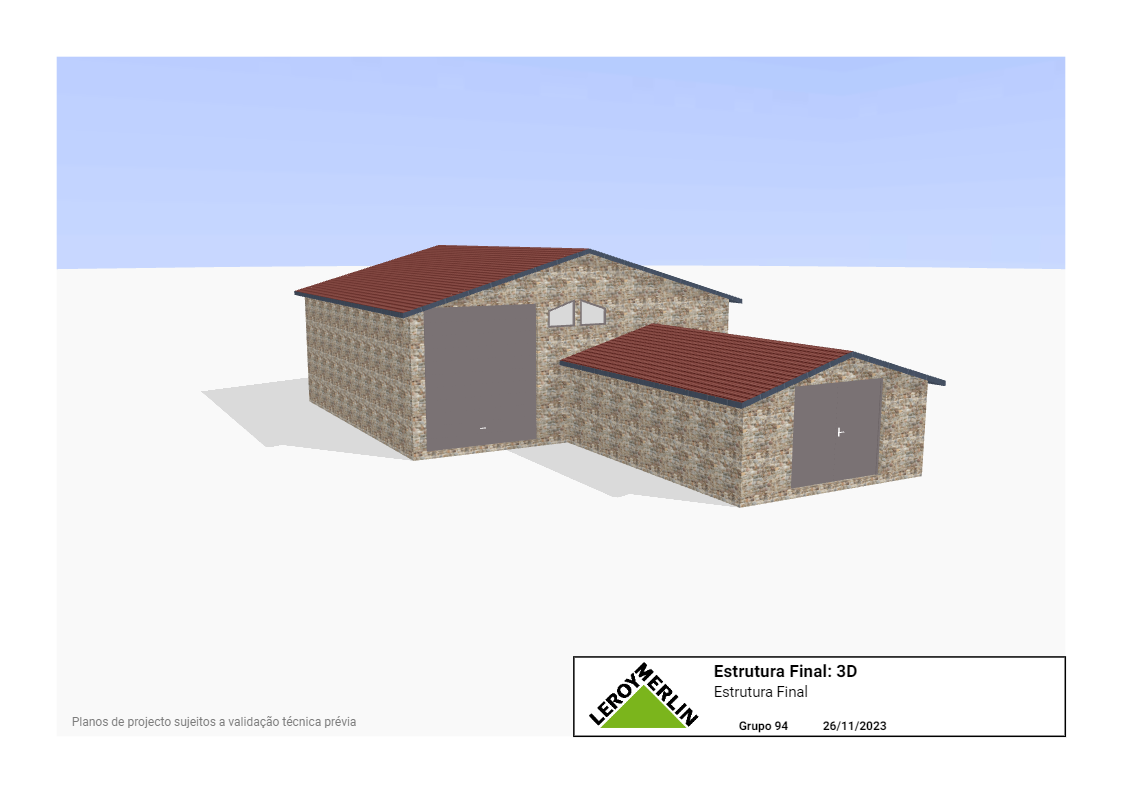 Planos de projecto sujeitos a validação técnica prévia
LEROY MERLIN
Estrutura Final: 3D
Estrutura Final
Grupo 94 26/11/2023